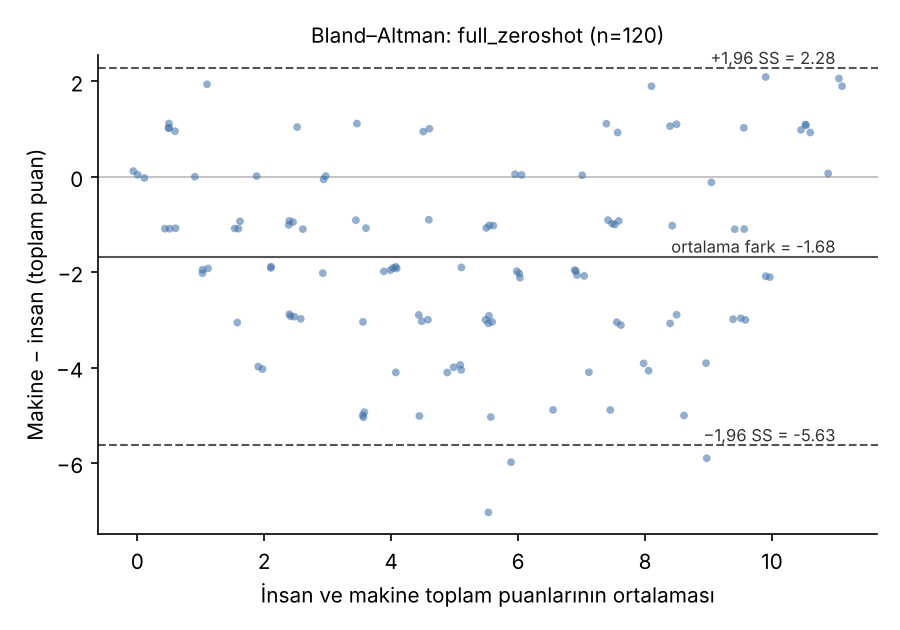 Bland–Altman: full_zeroshot (n=120)
+1,96 SS = 2.28
ortalama fark = -1.68
−1,96 SS = -5.63
Makine − insan (toplam puan)
2
0
−2
−4
−6
0 2 4 6 8 10
İnsan ve makine toplam puanlarının ortalaması